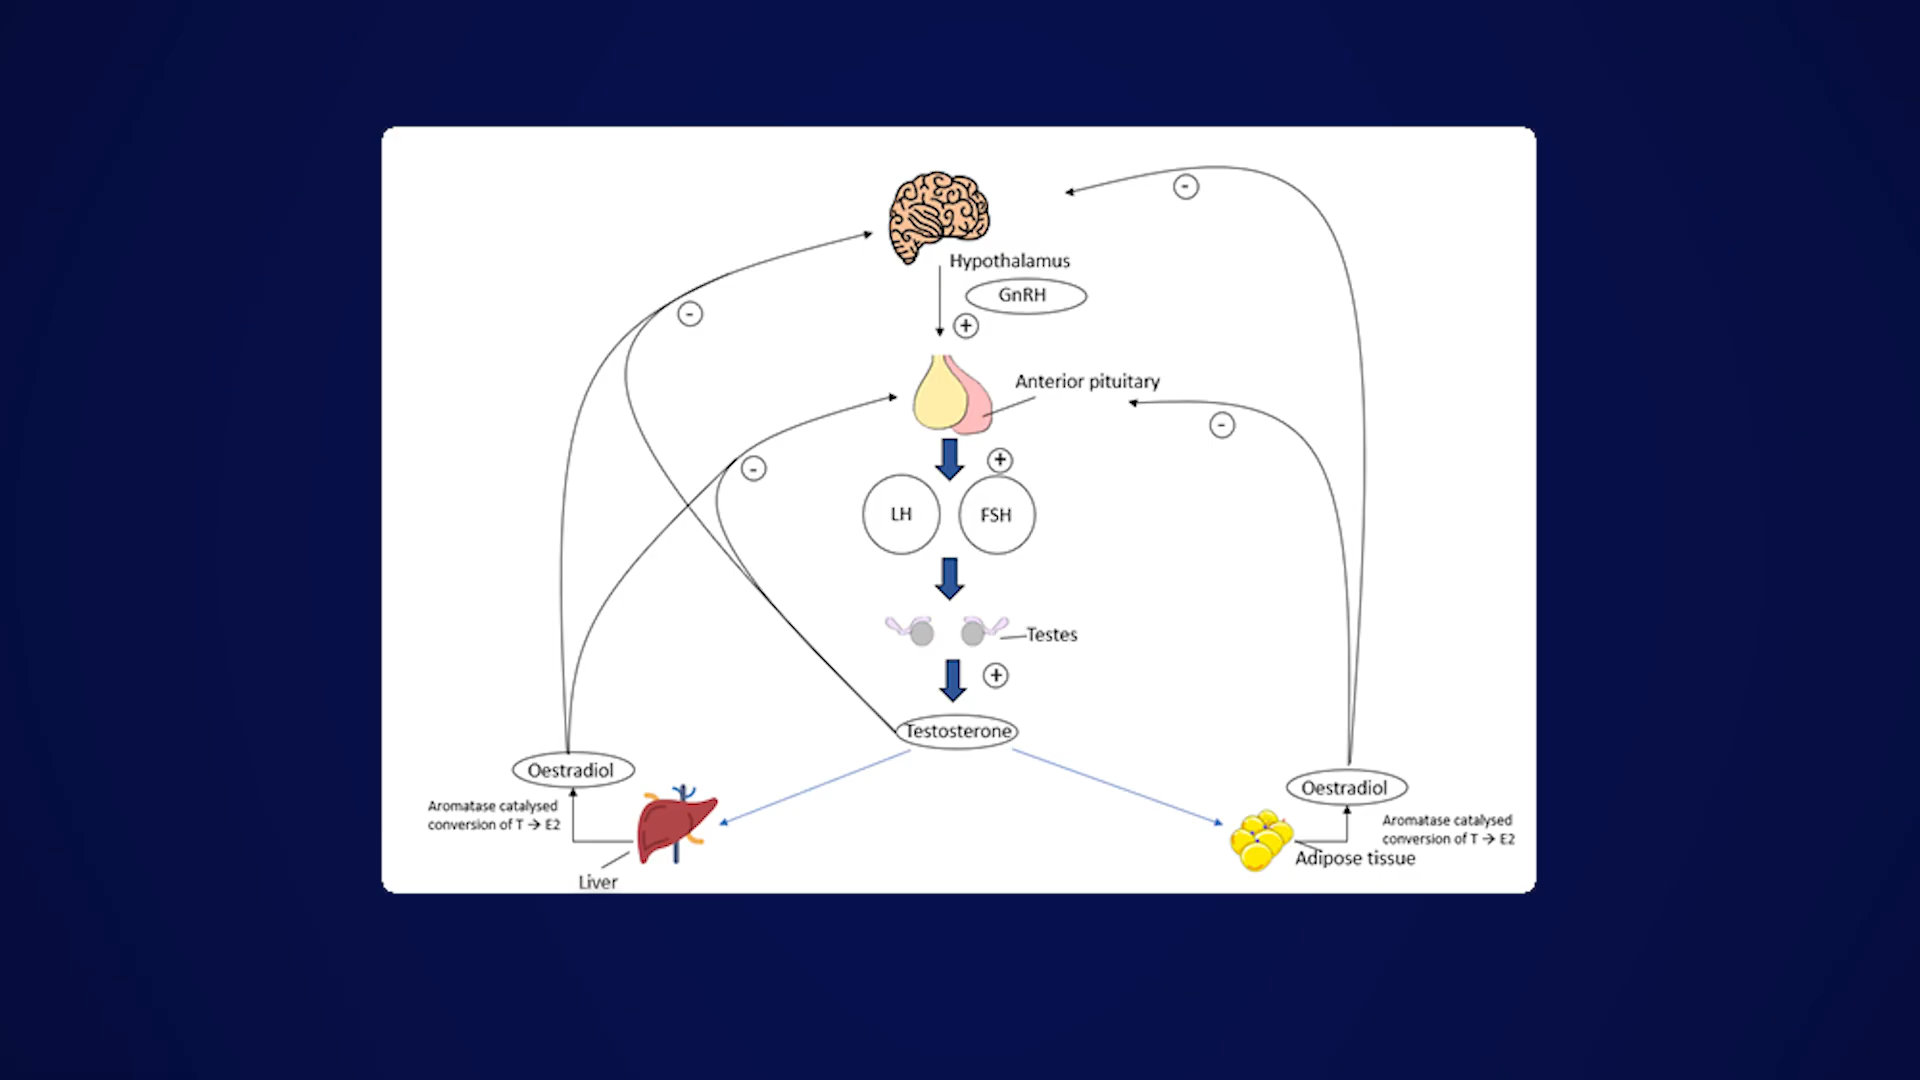 -
Hypothalamus
GnRH
-
+
Anterior pituitary
-
+
-
LH
FSH
Testes
+
Testosterone
Oestradiol
Oestradiol
Aromatase catalysed
conversion of T → E2
Aromatase catalysed
conversion of T → E2
Adipose tissue
Liver